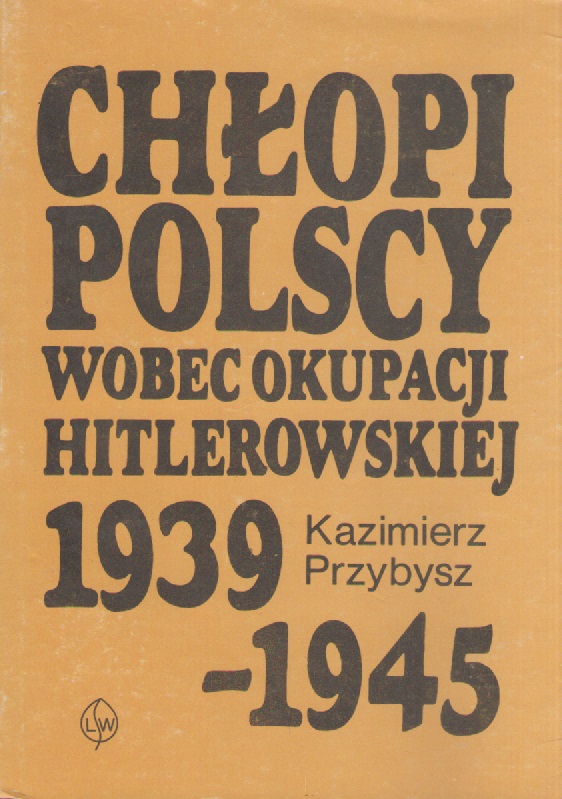 CHŁOPI
POLSCY
WOBEC OKUPACJI
HITLEROWSKIEJ
1939
Kazimierz
Przybysz
-1945
LSW